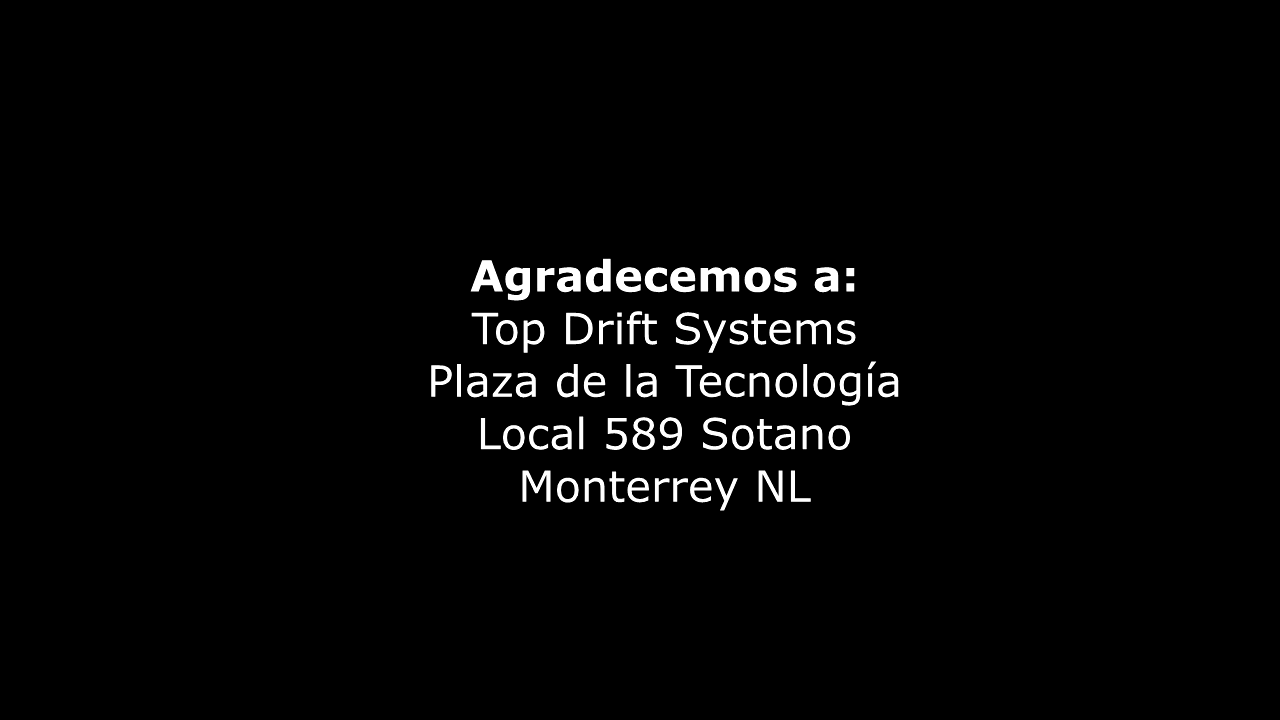 Agradecemos a:
Top Drift Systems
Plaza de la Tecnología
Local 589 Sotano
Monterrey NL